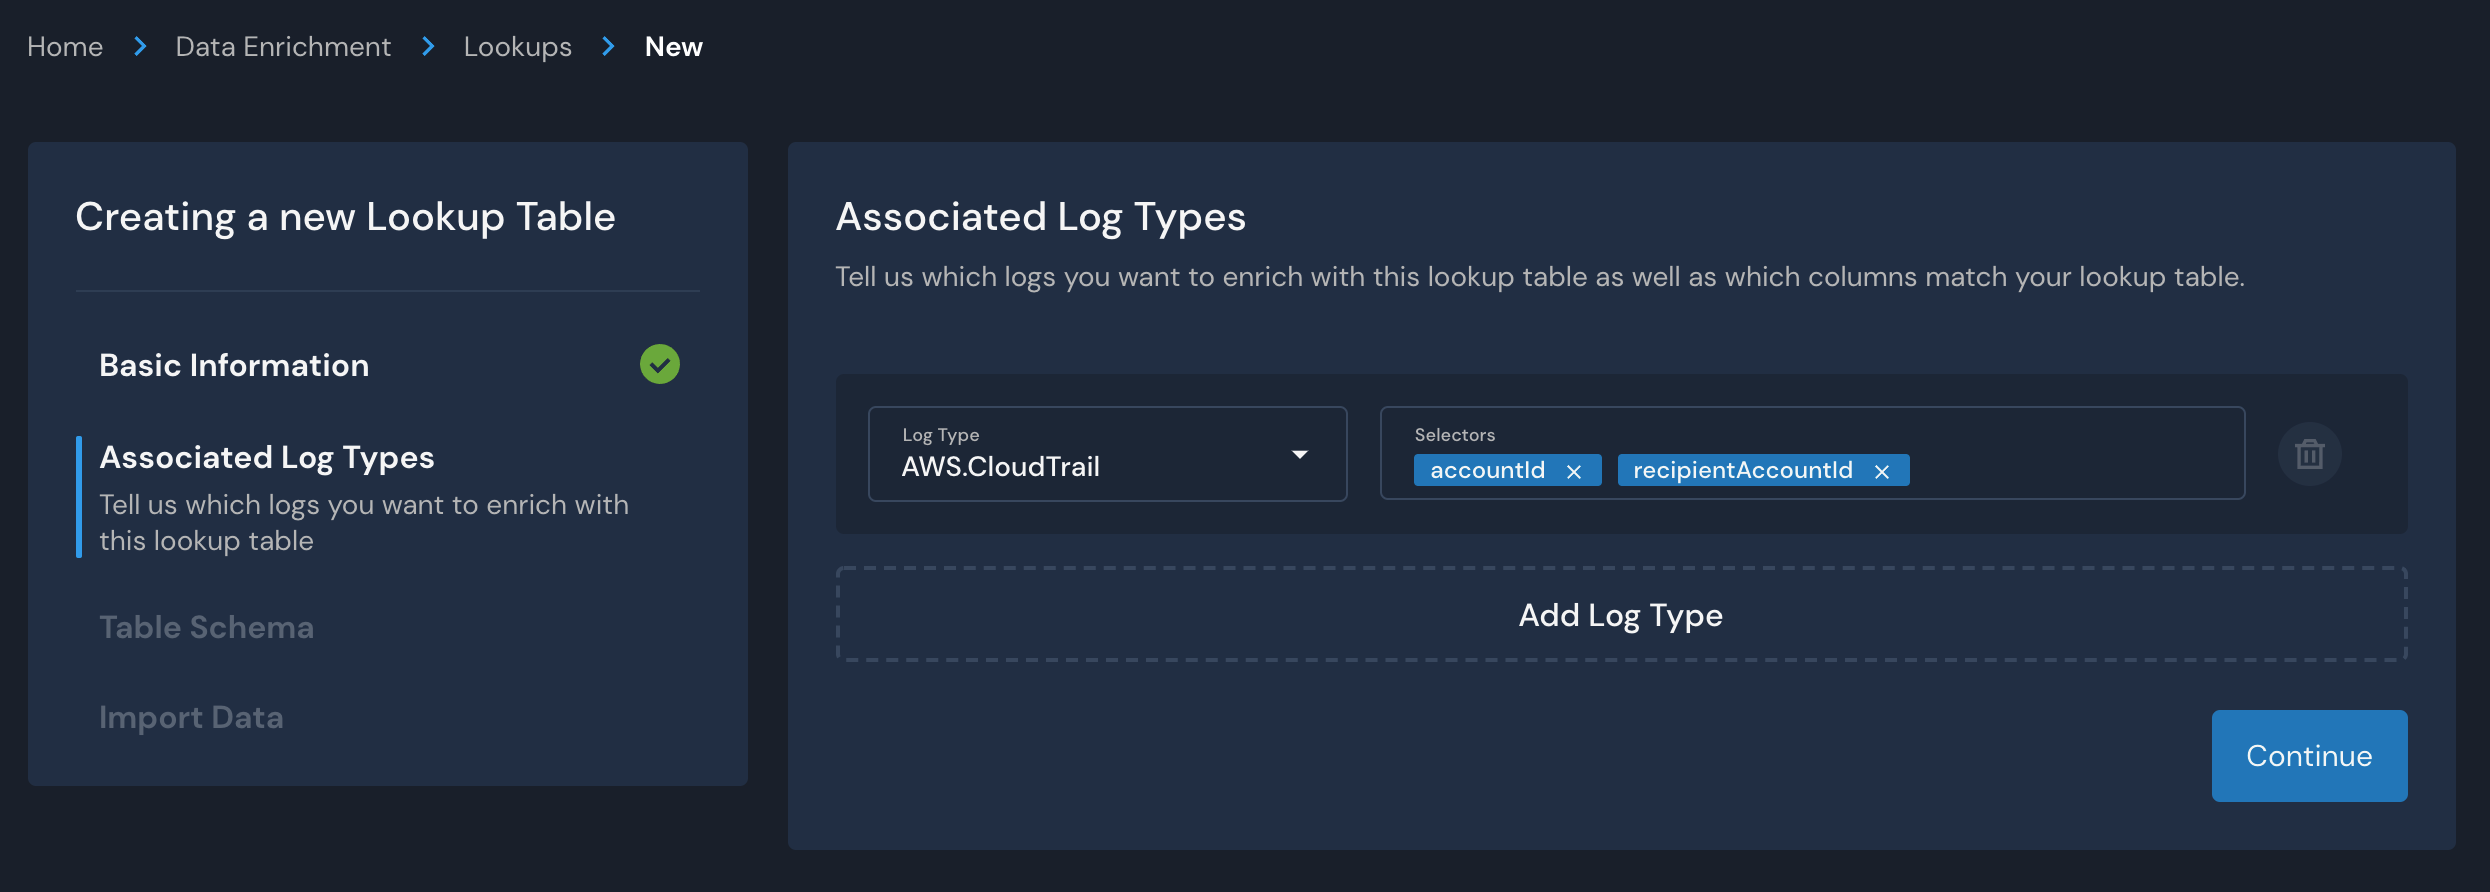 Home
Data Enrichment
Lookups
New
Creating a new Lookup Table
Basic Information
Associated Log Types
Tell us which logs you want to enrich with
this lookup table
Table Schema
Import Data
Associated Log Types
Tell us which logs you want to enrich with this lookup table as well as which columns match your lookup table.
Log Type
AWS.CloudTrail
Selectors
accountId
recipientAccountId
Add Log Type
Continue